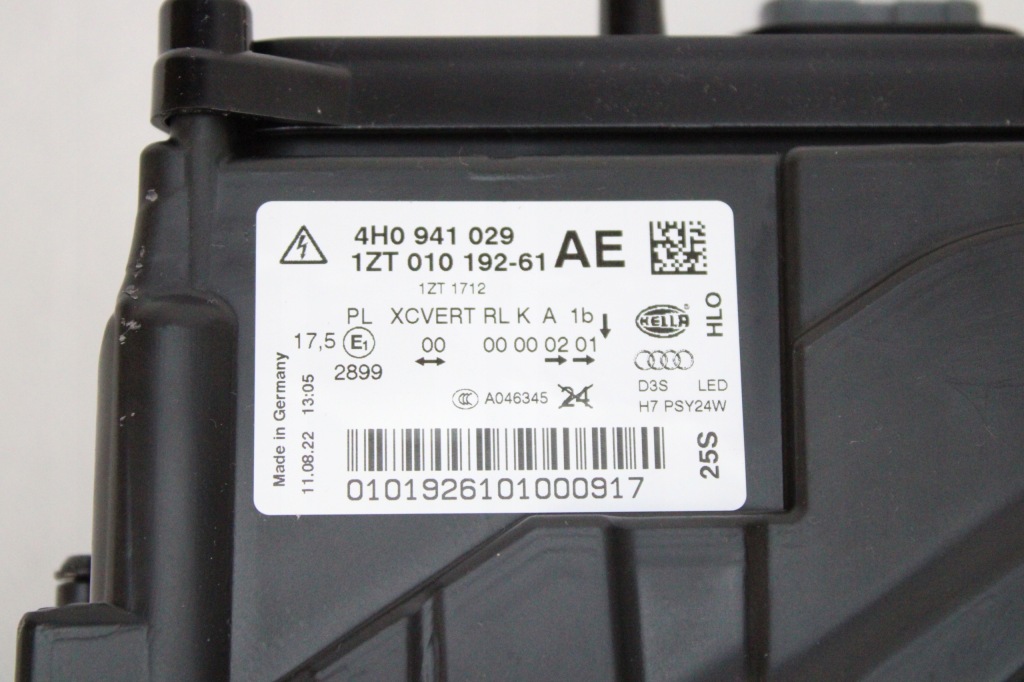 4H0 941 029
1ZT 010 192-61 AE
1ZT 1712
PL XCVERT RL K A 1b
17,5 E1 00 00 00 02 01
2899
A046345 24
HELLA
HLO
D3S LED
H7 PSY24W
25S
Made in Germany
11.08.22 13:05
0101926101000917